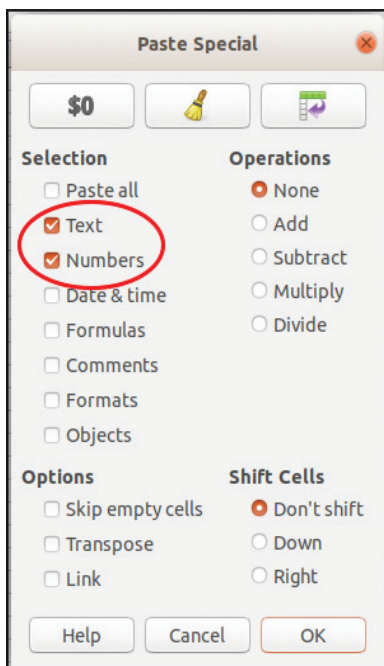 Paste Special
$0
Selection
Paste all
Text
Numbers
Date & time
Formulas
Comments
Formats
Objects
Operations
None
Add
Subtract
Multiply
Divide
Options
Skip empty cells
Transpose
Link
Shift Cells
Don't shift
Down
Right
Help
Cancel
OK